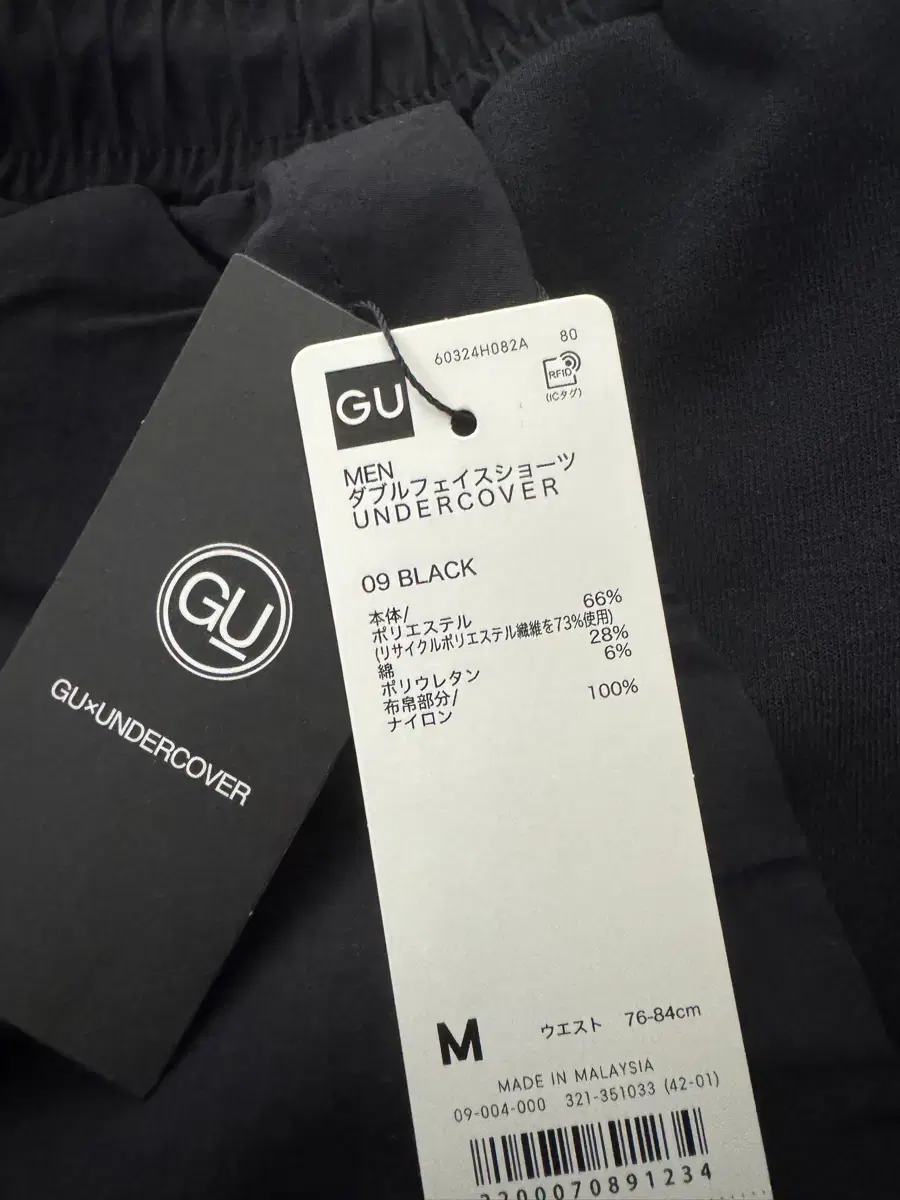 60324H082A 80
GU
RFID
(ICタグ)
MEN
ダブルフェイスショーツ
UNDERCOVER
09 BLACK
本体/
ポリエステル 66%
(リサイクルポリエステル繊維を73%使用)
綿 28%
ポリウレタン 6%
布帛部分/
ナイロン 100%
M ウエスト 76-84cm
MADE IN MALAYSIA
09-004-000 321-351033 (42-01)
GU
GU×UNDERCOVER